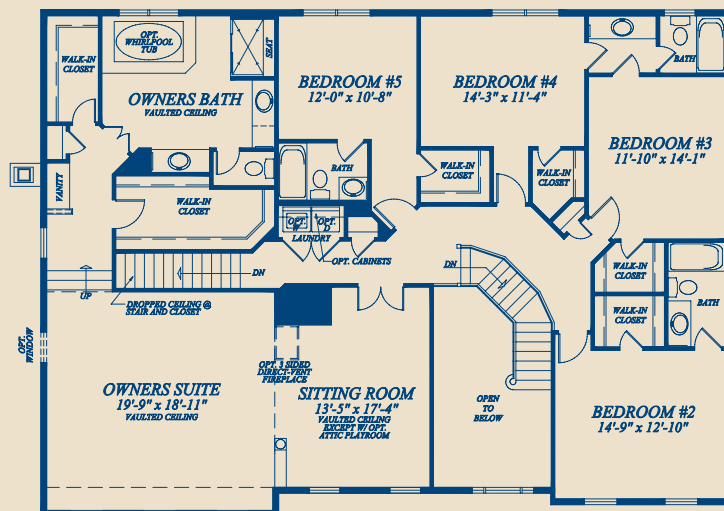 OPT.
WHIRLPOOL
TUB
SEAT
WALK-IN
CLOSET
OWNERS BATH
VAULTED CEILING
BEDROOM #5
12'-0" x 10'-8"
BEDROOM #4
14'-3" x 11'-4"
BATH
BEDROOM #3
11'-10" x 14'-1"
VANITY
WALK-IN
CLOSET
BATH
WALK-IN
CLOSET
WALK-IN
CLOSET
OPT.
W
OPT.
D
LAUNDRY
OPT. CABINETS
DN
DN
UP
DROPPED CEILING @
STAIR AND CLOSET
WALK-IN
CLOSET
WALK-IN
CLOSET
BATH
OPT.
WINDOW
OPT. 3 SIDED
DIRECT-VENT
FIREPLACE
OWNERS SUITE
19'-9" x 18'-11"
VAULTED CEILING
SITTING ROOM
13'-5" x 17'-4"
VAULTED CEILING
EXCEPT W/ OPT.
ATTIC PLAYROOM
OPEN
TO
BELOW
BEDROOM #2
14'-9" x 12'-10"